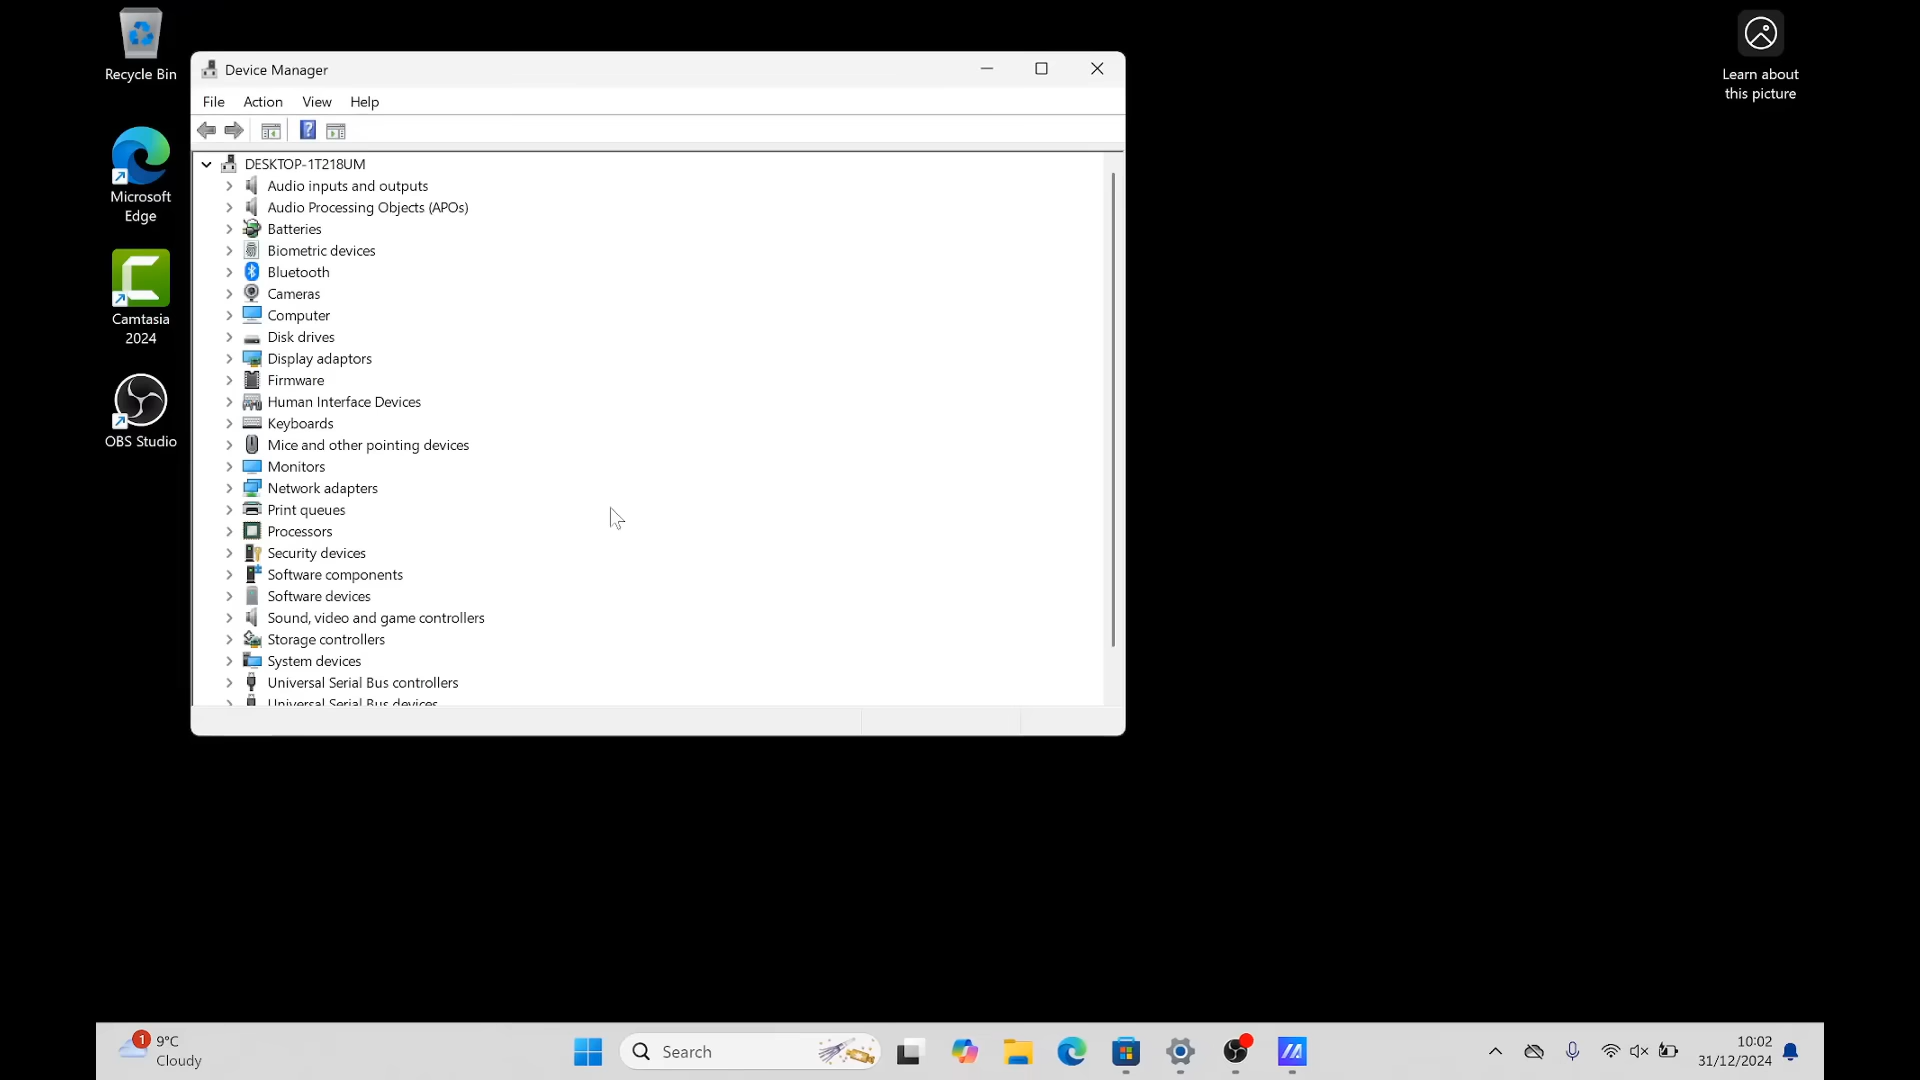 Recycle Bin
Learn about
this picture
Microsoft
Edge
Camtasia
2024
OBS Studio
Device Manager
File Action View Help
?
DESKTOP-1T218UM
Audio inputs and outputs
Audio Processing Objects (APOs)
Batteries
Biometric devices
Bluetooth
Cameras
Computer
Disk drives
Display adaptors
Firmware
Human Interface Devices
Keyboards
Mice and other pointing devices
Monitors
Network adapters
Print queues
Processors
Security devices
Software components
Software devices
Sound, video and game controllers
Storage controllers
System devices
Universal Serial Bus controllers
Universal Serial Bus devices
1
9°C
Cloudy
Search
10:02
31/12/2024